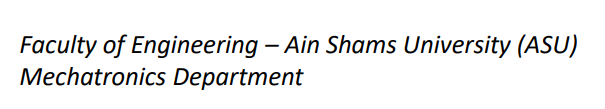 Faculty of Engineering – Ain Shams University (ASU)
Mechatronics Department